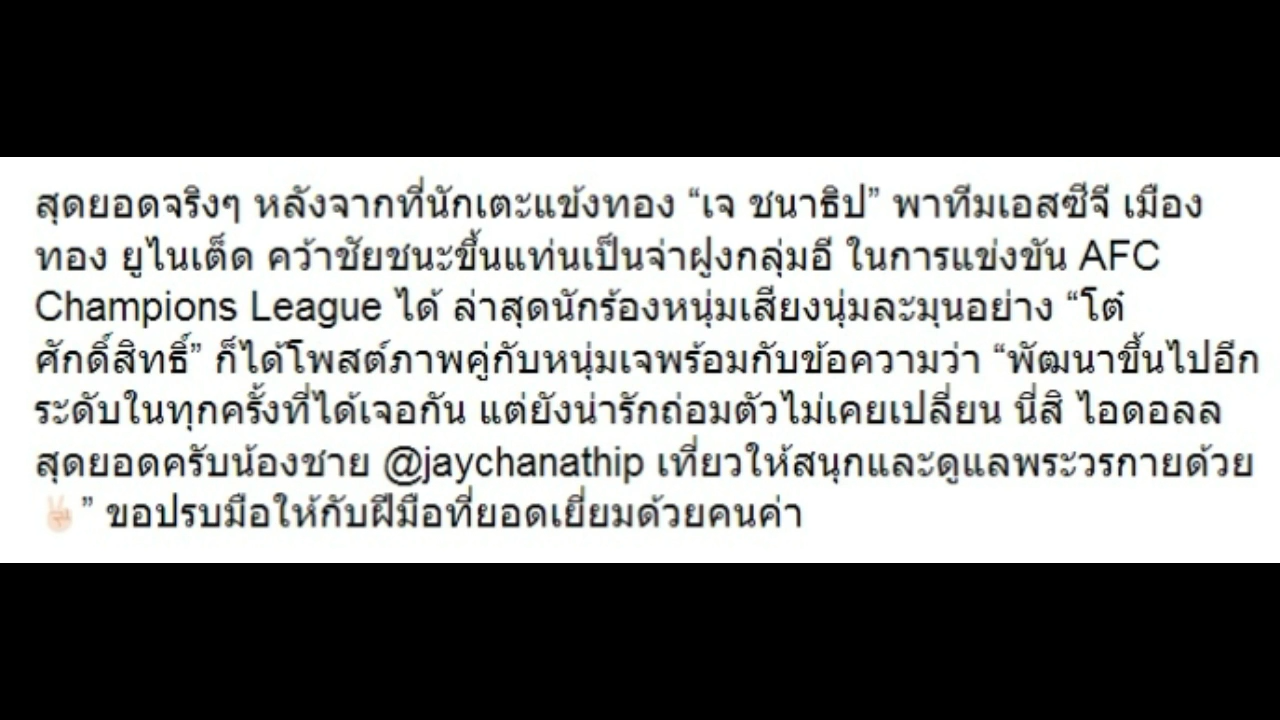 สุดยอดจริงๆ หลังจากที่นักเตะแข้งทอง “เจ ชนาธิป” พาทีมเอสซีจี เมือง
ทอง ยูไนเต็ด คว้าชัยชนะขึ้นแท่นเป็นจ่าฝูงกลุ่มอี ในการแข่งขัน AFC
Champions League ได้ ล่าสุดนักร้องหนุ่มเสียงนุ่มละมุนอย่าง “โต๋
ศักดิ์สิทธิ์” ก็ได้โพสต์ภาพคู่กับหนุ่มเจพร้อมกับข้อความว่า “พัฒนาขึ้นไปอีก
ระดับในทุกครั้งที่ได้เจอกัน แต่ยังน่ารักถ่อมตัวไม่เคยเปลี่ยน นี่สิ ไอดอลล
สุดยอดครับน้องชาย @jaychanathip เที่ยวให้สนุกและดูแลพระวรกายด้วย
✌🏻” ขอปรบมือให้กับฝีมือที่ยอดเยี่ยมด้วยคนค่า